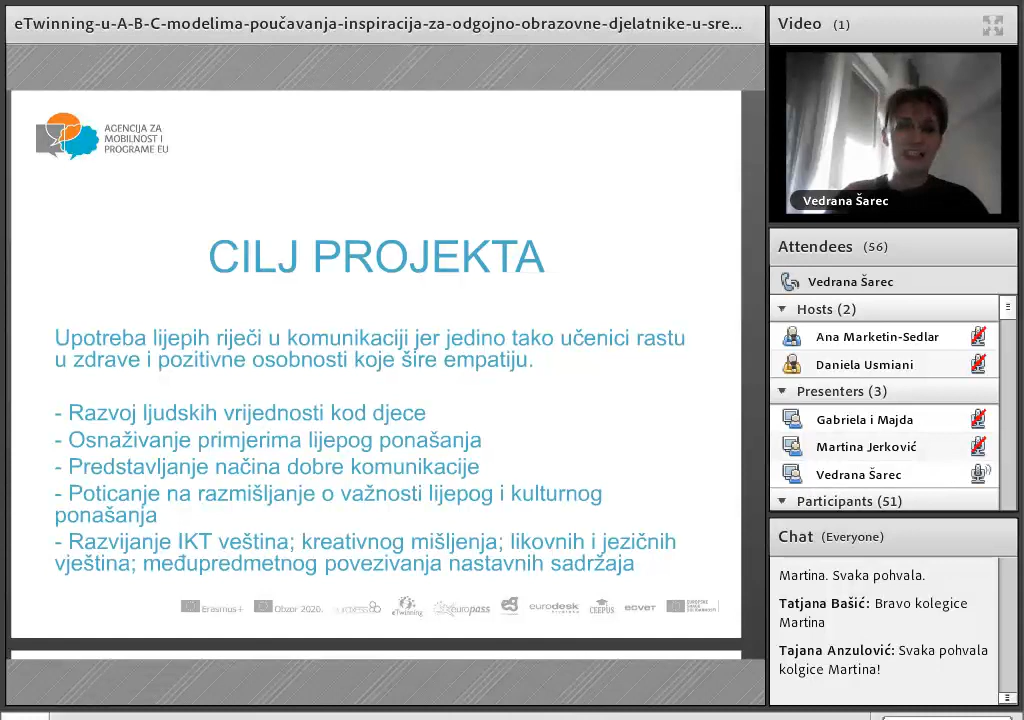 eTwinning-u-A-B-C-modelima-poučavanja-inspiracija-za-odgojno-obrazovne-djelatnike-u-sre...
AGENCIJA ZA
MOBILNOST I
PROGRAME EU
CILJ PROJEKTA
Upotreba lijepih riječi u komunikaciji jer jedino tako učenici rastu
u zdrave i pozitivne osobnosti koje šire empatiju.
- Razvoj ljudskih vrijednosti kod djece
- Osnaživanje primjerima lijepog ponašanja
- Predstavljanje načina dobre komunikacije
- Poticanje na razmišljanje o važnosti lijepog i kulturnog
ponašanja
- Razvijanje IKT veština; kreativnog mišljenja; likovnih i jezičnih
vještina; međupredmetnog povezivanja nastavnih sadržaja
Erasmus+
Obzor 2020.
eTwinning
europass
eurodesk
CEEPUS
ecvet
Video (1)
Vedrana Šarec
Attendees (56)
Vedrana Šarec
Hosts (2)
Ana Marketin-Sedlar
Daniela Usmiani
Presenters (3)
Gabriela i Majda
Martina Jerković
Vedrana Šarec
Participants (51)
Chat (Everyone)
Martina. Svaka pohvala.
Tatjana Bašić: Bravo kolegice
Martina
Tajana Anzulović: Svaka pohvala
kolgice Martina!